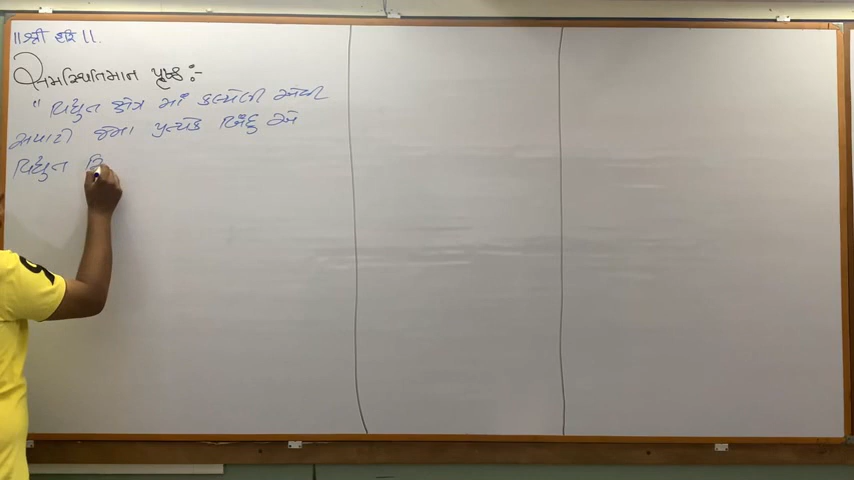 ॥ શ્રી હરિ ॥.
સમસ્થિતિમાન પૃષ્ઠ :-
" વિદ્યુત ક્ષેત્ર માં કલ્પેલી એવી
સપાટી જેમા પ્રત્યેક બિંદુ એ
વિદ્યુત